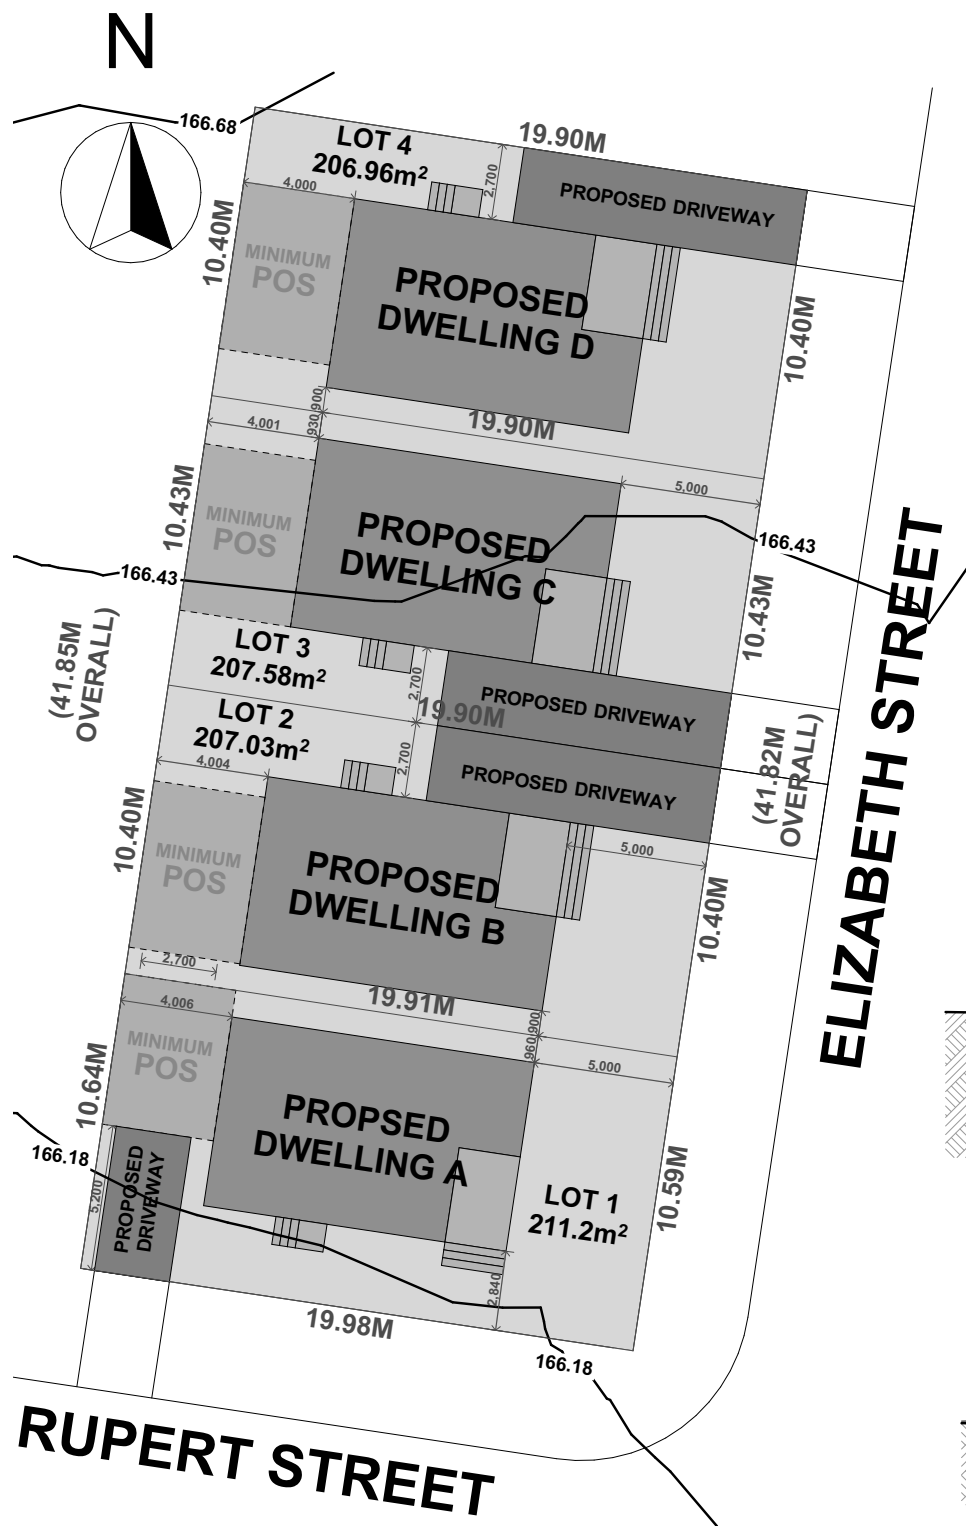 N
166.68
LOT 4
206.96m²
19.90M
2,700
PROPOSED DRIVEWAY
4,000
10.40M
MINIMUM
POS
PROPOSED
DWELLING D
10.40M
900
930
19.90M
4,001
5,000
10.43M
MINIMUM
POS
PROPOSED
DWELLING C
166.43
166.43
10.43M
ELIZABETH STREET
(41.85M
OVERALL)
LOT 3
207.58m²
2,700
PROPOSED DRIVEWAY
19.90M
LOT 2
207.03m²
2,700
PROPOSED DRIVEWAY
(41.82M
OVERALL)
4,004
10.40M
MINIMUM
POS
PROPOSED
DWELLING B
5,000
10.40M
2,700
19.91M
900
960
4,006
5,000
10.64M
MINIMUM
POS
PROPSED
DWELLING A
166.18
5,200
PROPOSED
DRIVEWAY
LOT 1
211.2m²
10.59M
2,840
19.98M
166.18
RUPERT STREET